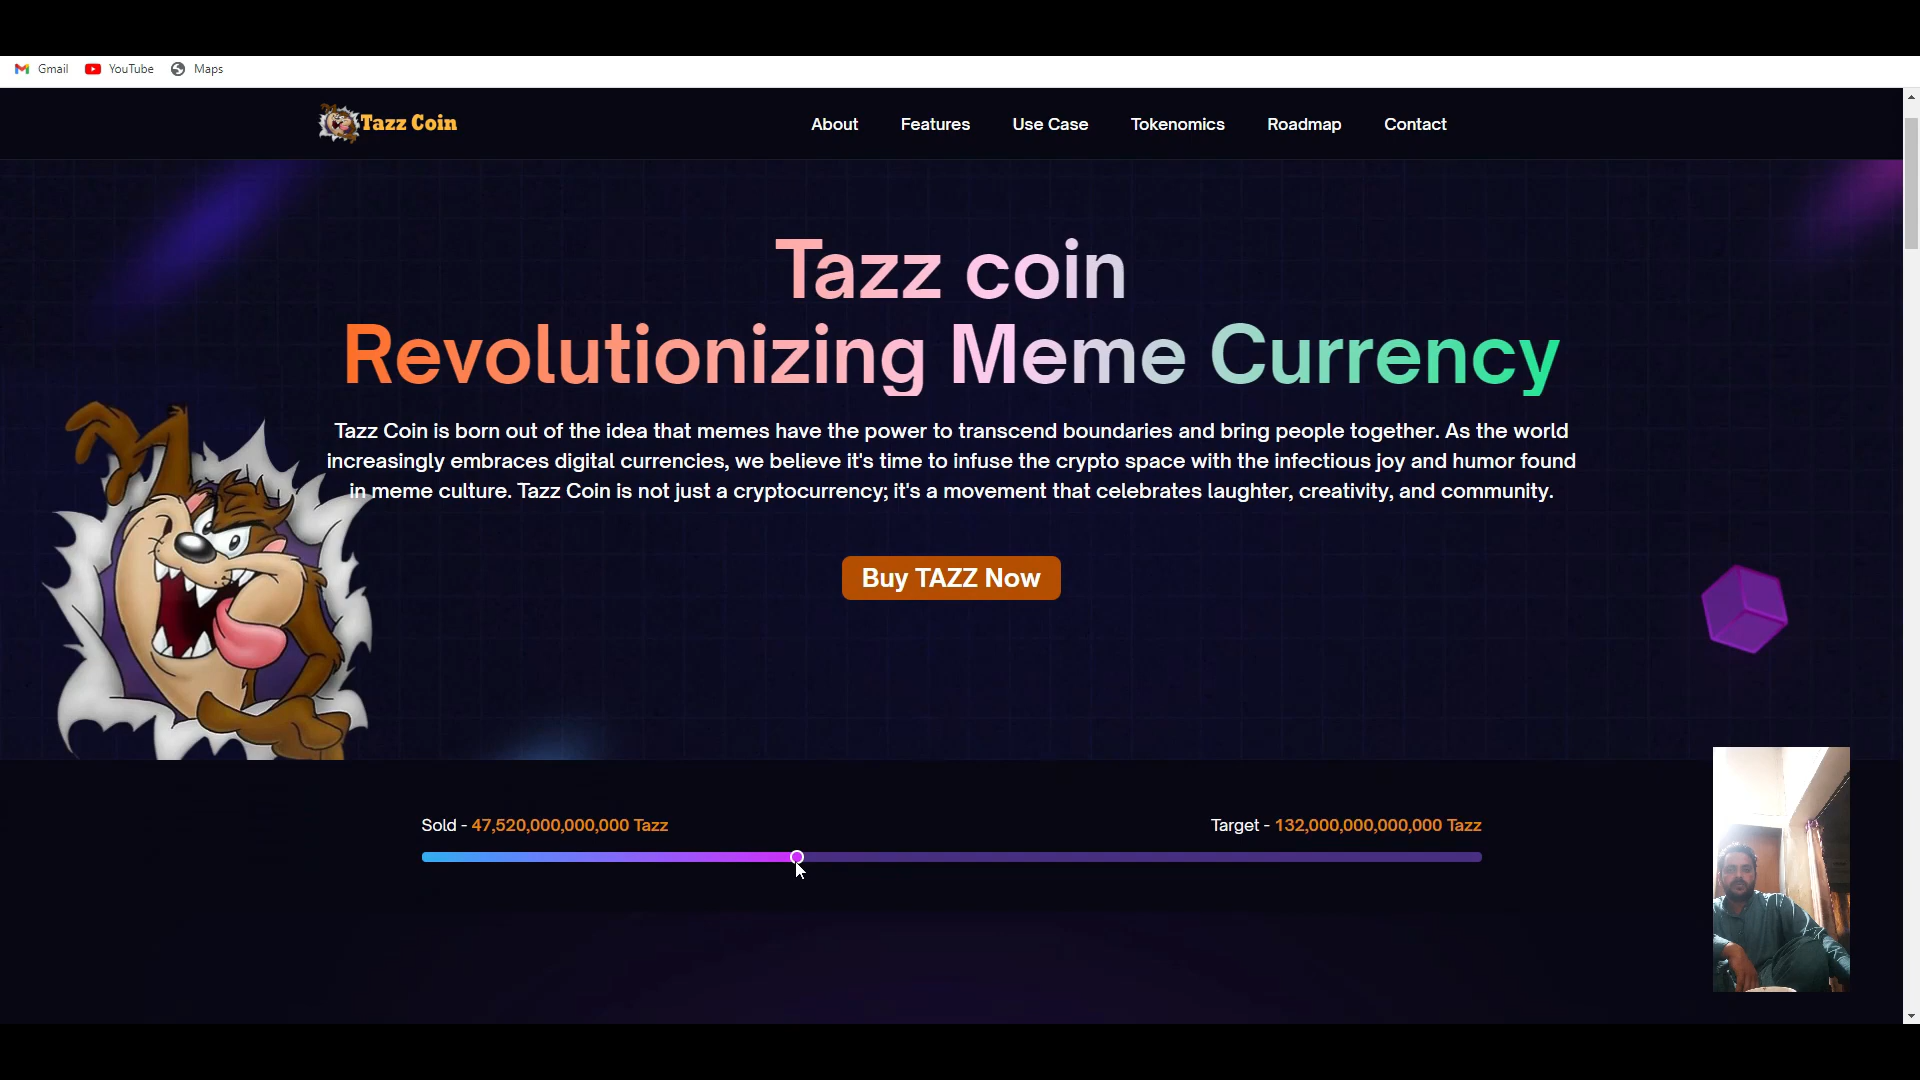 Gmail YouTube Maps
Tazz Coin About Features Use Case Tokenomics Roadmap Contact
Tazz coin
Revolutionizing Meme Currency
Tazz Coin is born out of the idea that memes have the power to transcend boundaries and bring people together. As the world
increasingly embraces digital currencies, we believe it's time to infuse the crypto space with the infectious joy and humor found
in meme culture. Tazz Coin is not just a cryptocurrency; it's a movement that celebrates laughter, creativity, and community.
Buy TAZZ Now
Sold - 47,520,000,000,000 Tazz Target - 132,000,000,000,000 Tazz